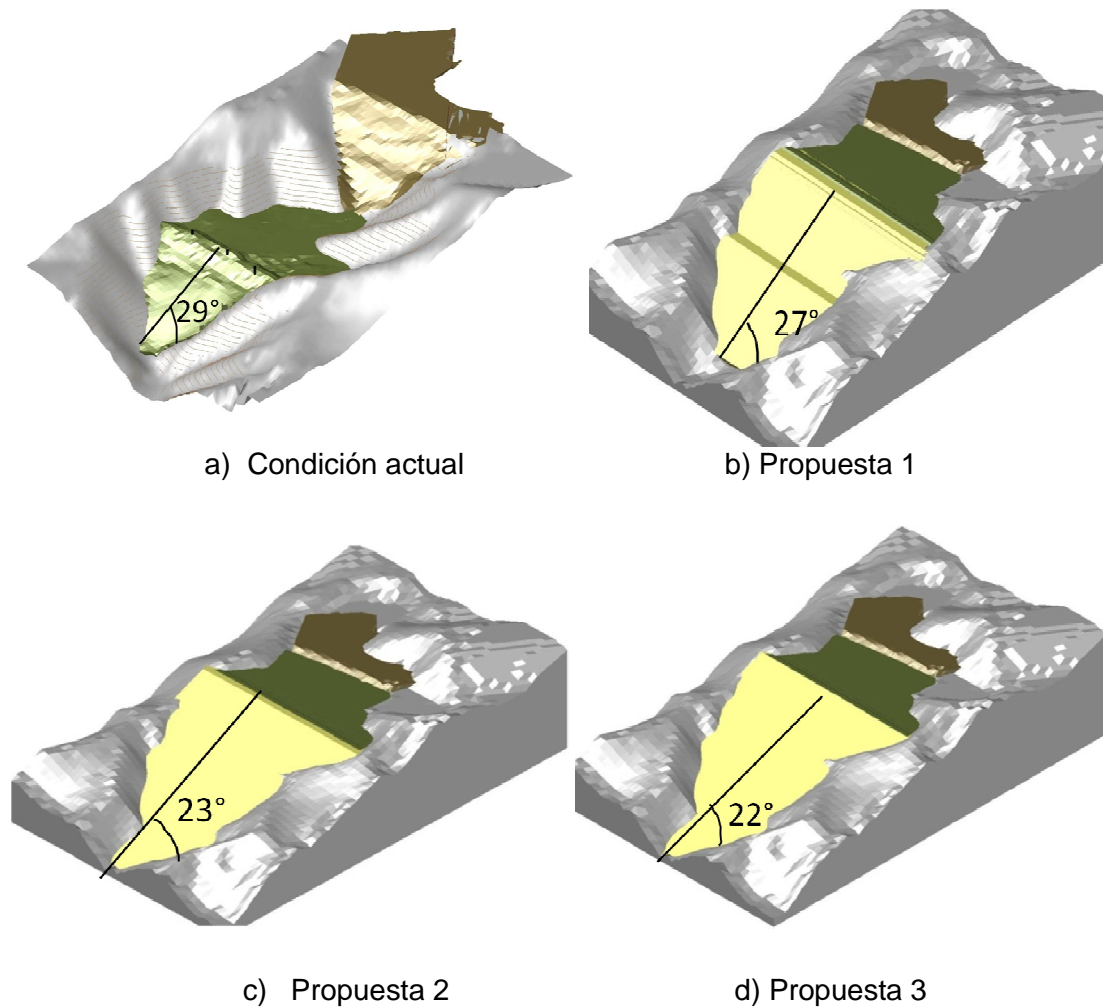 29°
27°
a) Condición actual
b) Propuesta 1
23°
22°
c) Propuesta 2
d) Propuesta 3